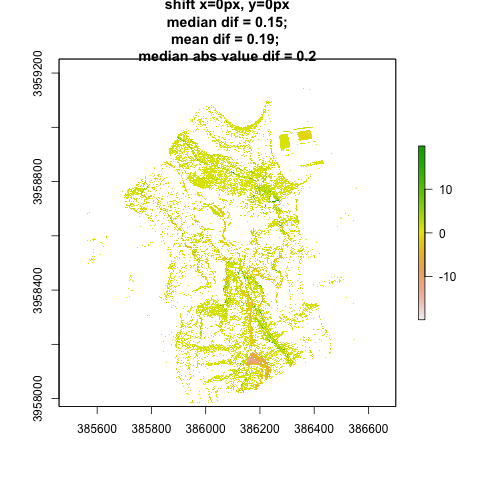 shift x=0px, y=0px
median dif = 0.15;
mean dif = 0.19;
median abs value dif = 0.2
3959200
3958800
3958400
3958000
10
0
-10
385600 385800 386000 386200 386400 386600